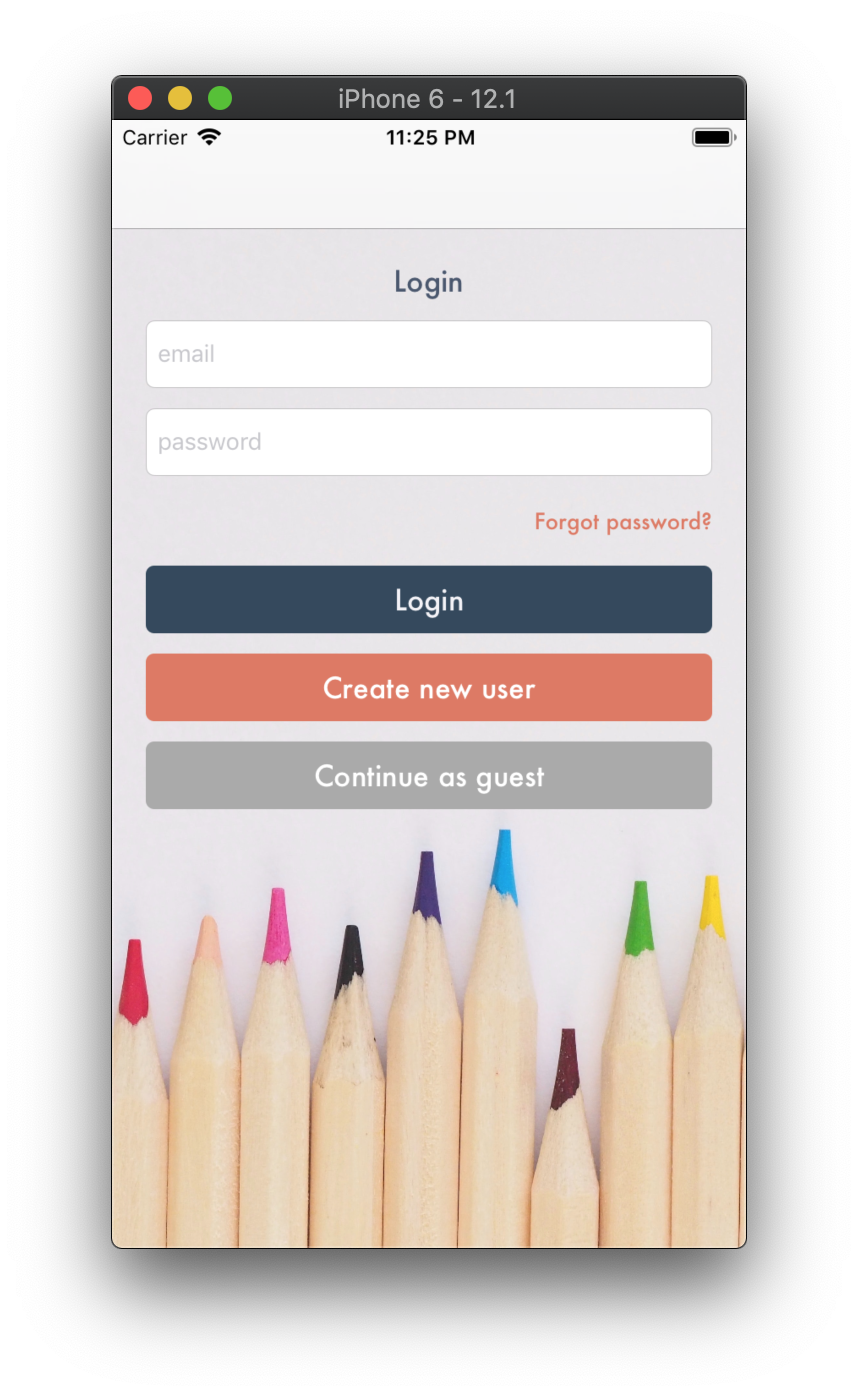 iPhone 6 - 12.1
Carrier 11:25 PM
Login
email
password
Forgot password?
Login
Create new user
Continue as guest